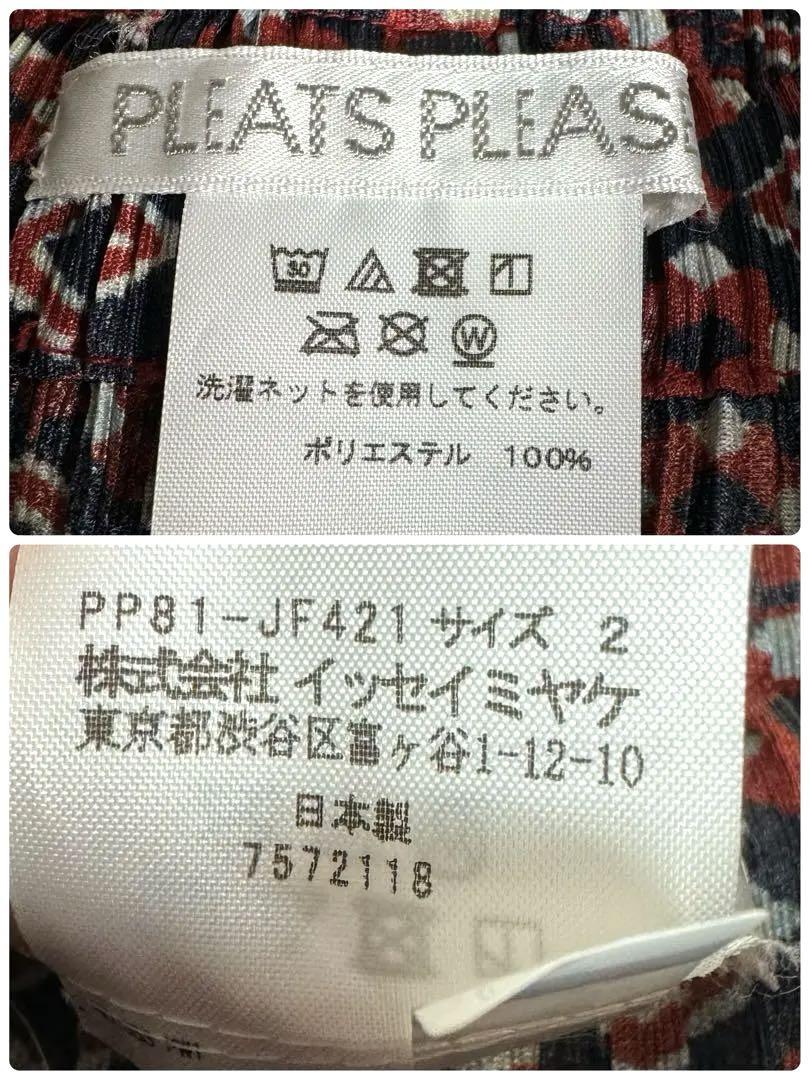 PLEATS PLEASE
30
W
洗濯ネットを使用してください。
ポリエステル 100%
PP81-JF421 サイズ 2
株式会社 イッセイミヤケ
東京都渋谷区富ヶ谷1-12-10
日本製
7572118